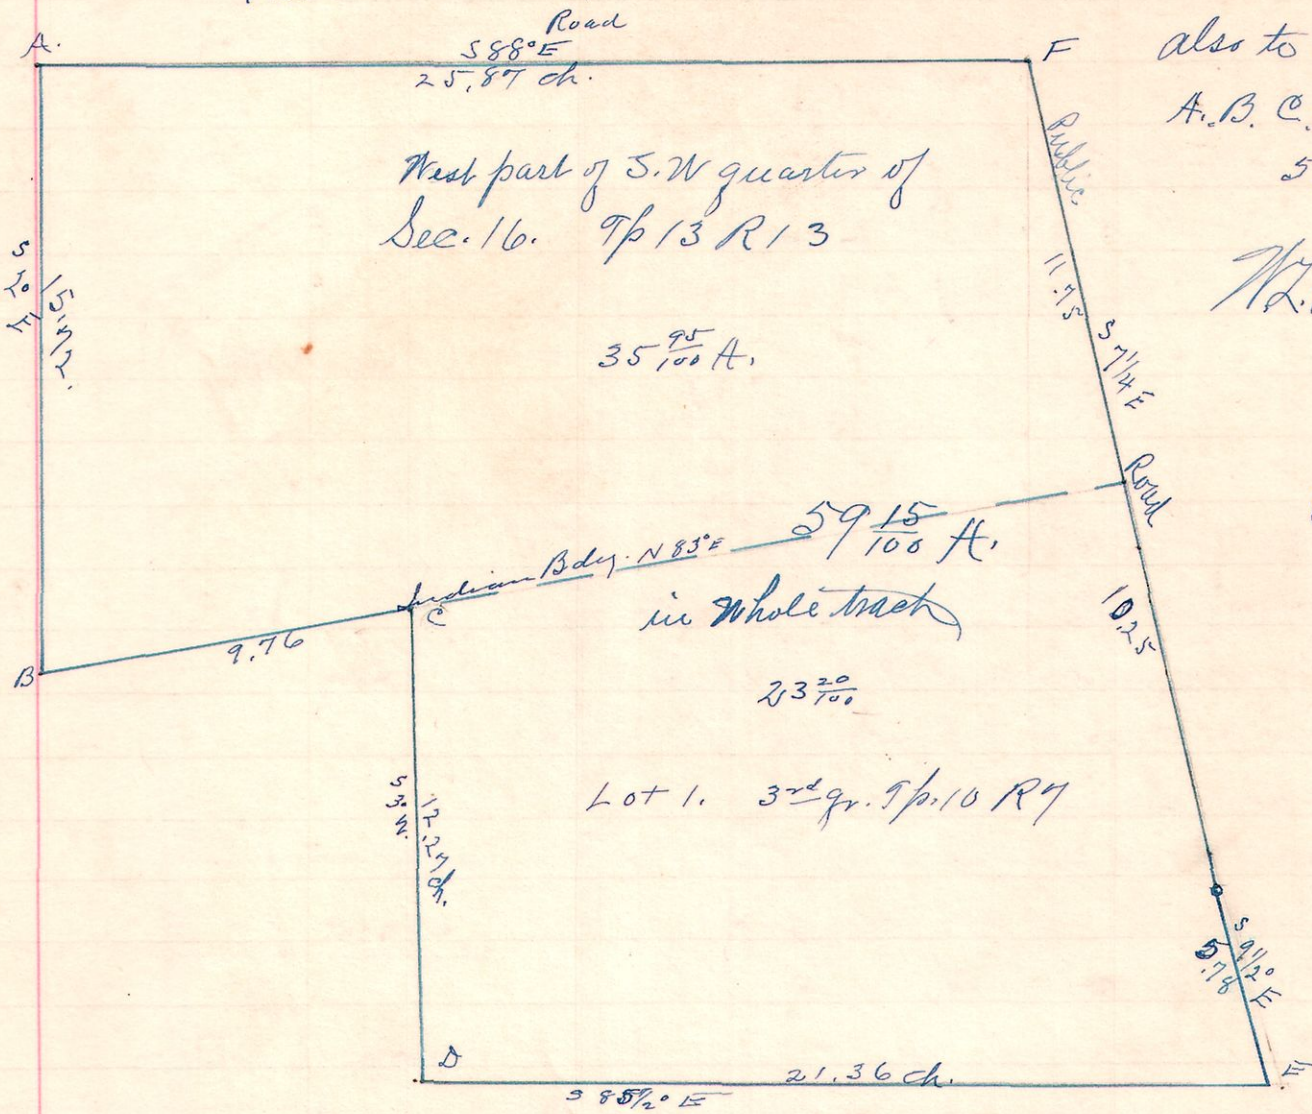 Road
A.
S 88° E
25.87 ch.
F
also to
A. B. C.
5
Public
West part of S.W quarter of
Sec. 16. Tp 13 R 13
S 2° E
15.72.
11.75
S 7 1/4 E
35 95/100 A.
Road
59 15/100 A.
Indian Bdy. N 83° E
C
in whole tract
9.76
B
10.25
23 20/100
S 3° W.
12.27 ch.
Lot 1. 3rd gr. Tp. 10 R 7
S 9 1/2° E
5.78
D
21.36 ch.
E
S 85 1/2° E